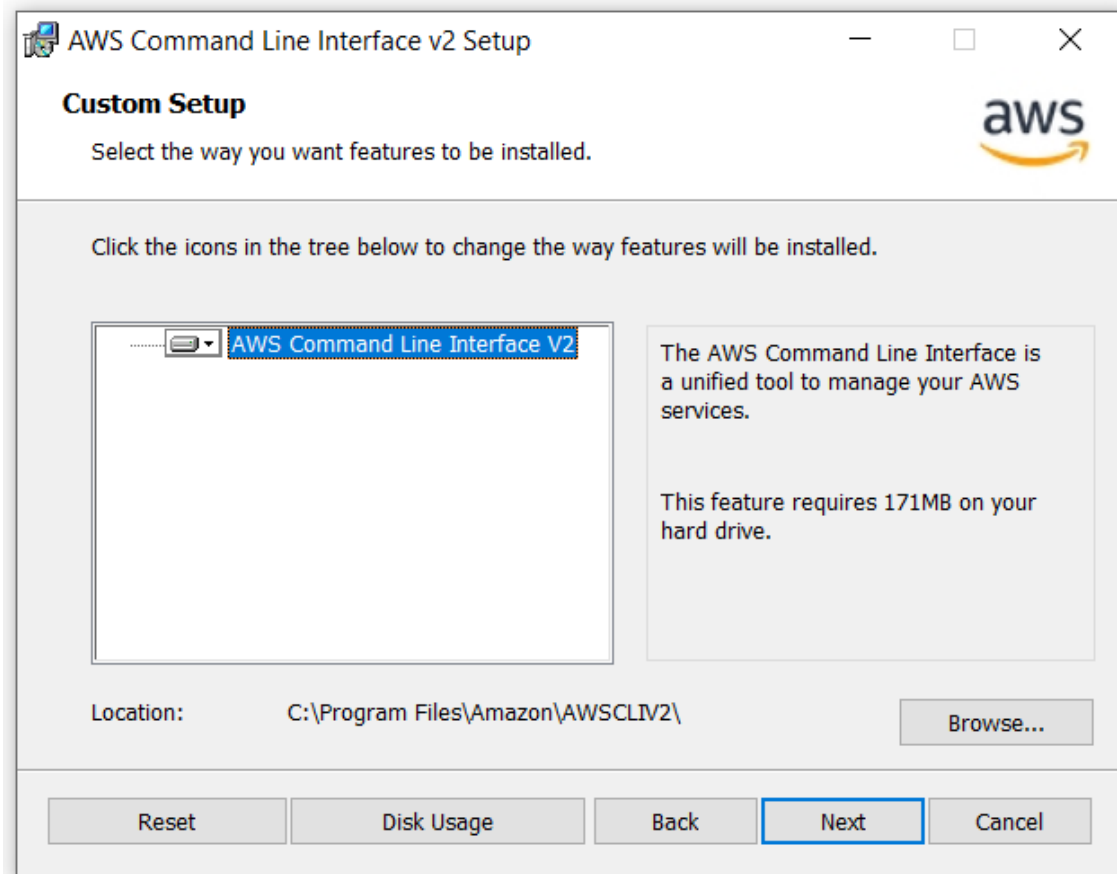 AWS Command Line Interface v2 Setup
Custom Setup
aws
Select the way you want features to be installed.
Click the icons in the tree below to change the way features will be installed.
AWS Command Line Interface V2
The AWS Command Line Interface is
a unified tool to manage your AWS
services.
This feature requires 171MB on your
hard drive.
Location:
C:\Program Files\Amazon\AWSCLIV2\
Browse...
Reset
Disk Usage
Back
Next
Cancel